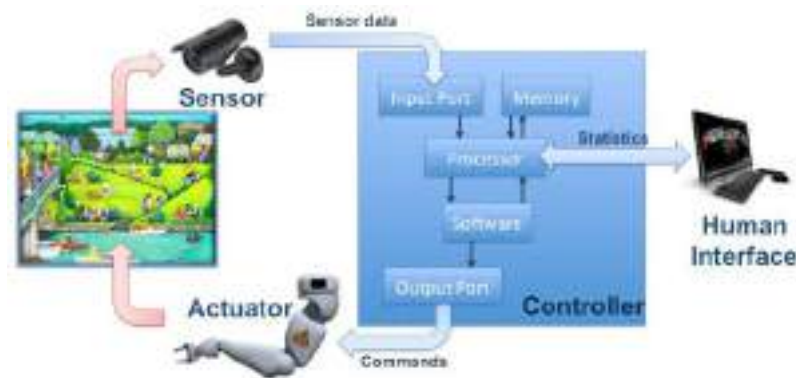 Sensor data
Sensor
Input Port
Memory
Statistics
Processor
Software
Human
Interface
Output Port
Actuator
Controller
Commands